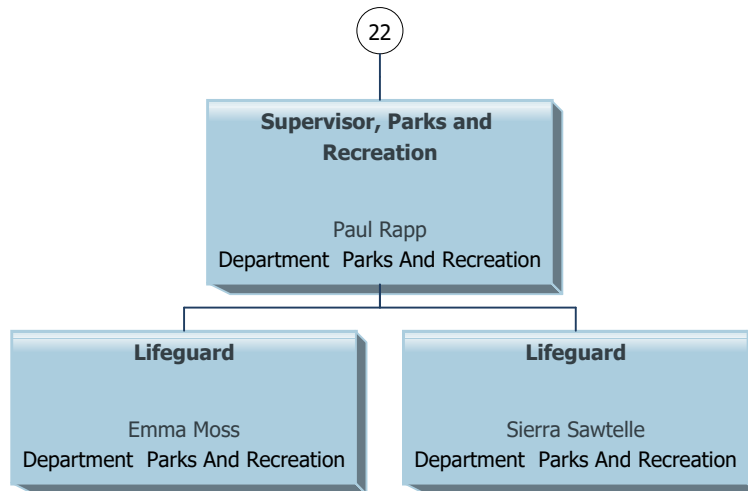 22
Supervisor, Parks and
Recreation
Paul Rapp
Department  Parks And Recreation
Lifeguard
Emma Moss
Department  Parks And Recreation
Lifeguard
Sierra Sawtelle
Department  Parks And Recreation